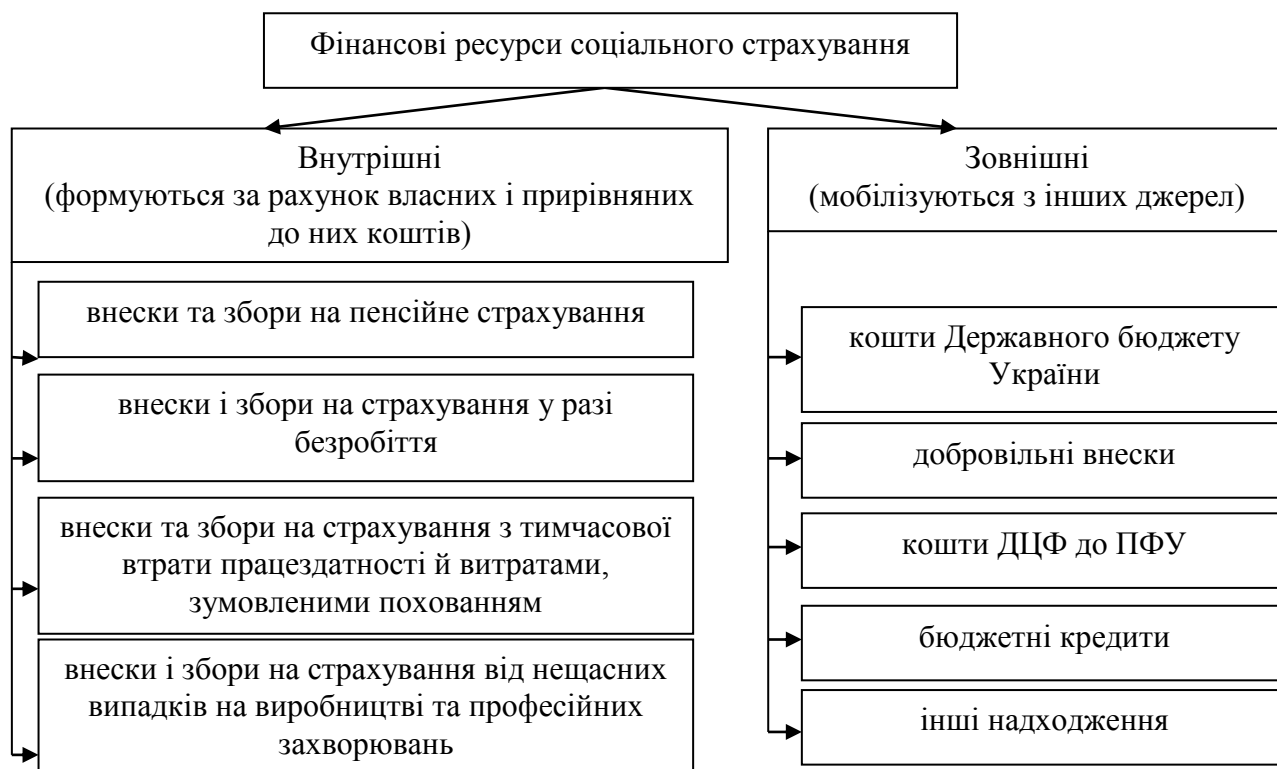 Фінансові ресурси соціального страхування
Внутрішні
(формуються за рахунок власних і прирівняних
до них коштів)
внески та збори на пенсійне страхування
внески і збори на страхування у разі
безробіття
внески та збори на страхування з тимчасової
втрати працездатності й витратами,
зумовленими похованням
внески і збори на страхування від нещасних
випадків на виробництві та професійних
захворювань
Зовнішні
(мобілізуються з інших джерел)
кошти Державного бюджету
України
добровільні внески
кошти ДЦФ до ПФУ
бюджетні кредити
інші надходження